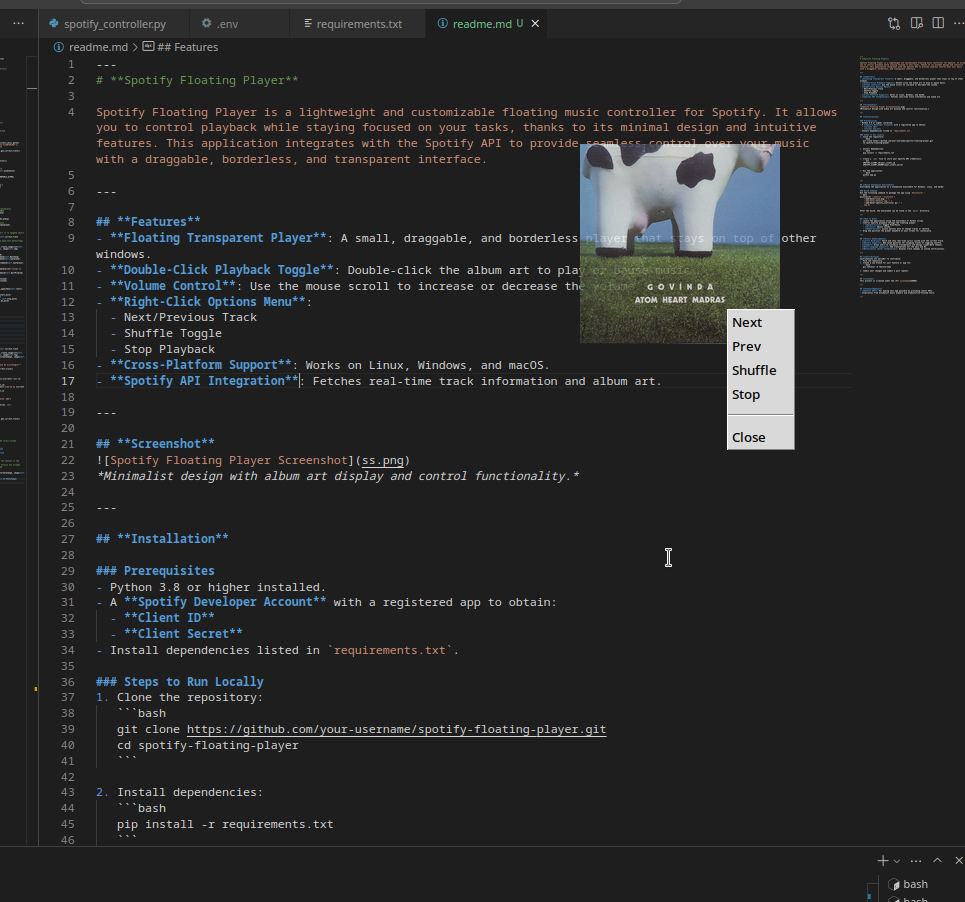 spotify_controller.py
.env
requirements.txt
readme.md U
readme.md > ## Features
1 ---
2 # **Spotify Floating Player**
3
4 Spotify Floating Player is a lightweight and customizable floating music controller for Spotify. It allows
you to control playback while staying focused on your tasks, thanks to its minimal design and intuitive
features. This application integrates with the Spotify API to provide seamless control over your music
with a draggable, borderless, and transparent interface.
5
6 ---
7
8 ## **Features**
9 - **Floating Transparent Player**: A small, draggable, and borderless player that stays on top of other
windows.
10 - **Double-Click Playback Toggle**: Double-click the album art to play or pause music.
11 - **Volume Control**: Use the mouse scroll to increase or decrease the volume.
12 - **Right-Click Options Menu**:
13   - Next/Previous Track
14   - Shuffle Toggle
15   - Stop Playback
16 - **Cross-Platform Support**: Works on Linux, Windows, and macOS.
17 - **Spotify API Integration**: Fetches real-time track information and album art.
18
19 ---
20
21 ## **Screenshot**
22 ![Spotify Floating Player Screenshot](ss.png)
23 *Minimalist design with album art display and control functionality.*
24
25 ---
26
27 ## **Installation**
28
29 ### Prerequisites
30 - Python 3.8 or higher installed.
31 - A **Spotify Developer Account** with a registered app to obtain:
32   - **Client ID**
33   - **Client Secret**
34 - Install dependencies listed in `requirements.txt`.
35
36 ### Steps to Run Locally
37 1. Clone the repository:
38    ```bash
39    git clone https://github.com/your-username/spotify-floating-player.git
40    cd spotify-floating-player
41    ```
42
43 2. Install dependencies:
44    ```bash
45    pip install -r requirements.txt
46    ```
GOVINDA
ATOM HEART MADRAS
Next
Prev
Shuffle
Stop
Close
bash
bash